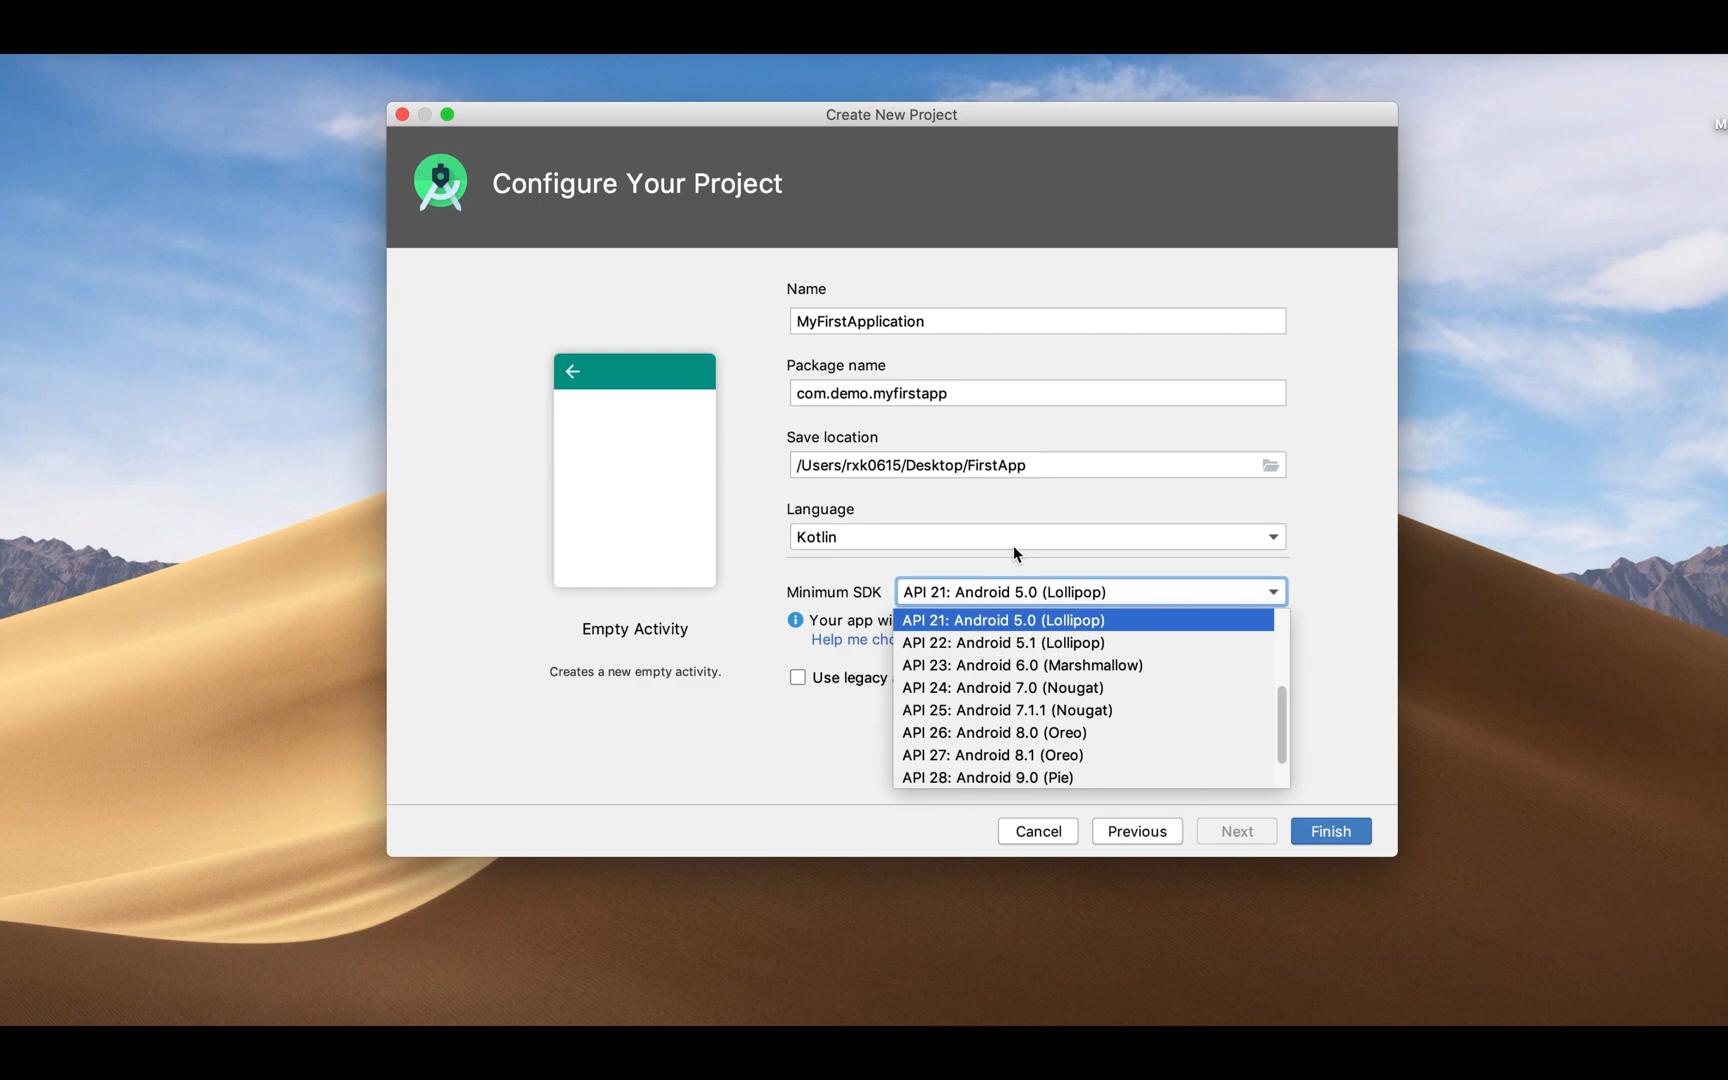 Create New Project
M
Configure Your Project
Name
MyFirstApplication
Package name
com.demo.myfirstapp
Save location
/Users/rxk0615/Desktop/FirstApp
Language
Kotlin
Minimum SDK API 21: Android 5.0 (Lollipop)
Your app wi
Help me cho
Use legacy
API 21: Android 5.0 (Lollipop)
API 22: Android 5.1 (Lollipop)
API 23: Android 6.0 (Marshmallow)
API 24: Android 7.0 (Nougat)
API 25: Android 7.1.1 (Nougat)
API 26: Android 8.0 (Oreo)
API 27: Android 8.1 (Oreo)
API 28: Android 9.0 (Pie)
Empty Activity
Creates a new empty activity.
Cancel Previous Next Finish